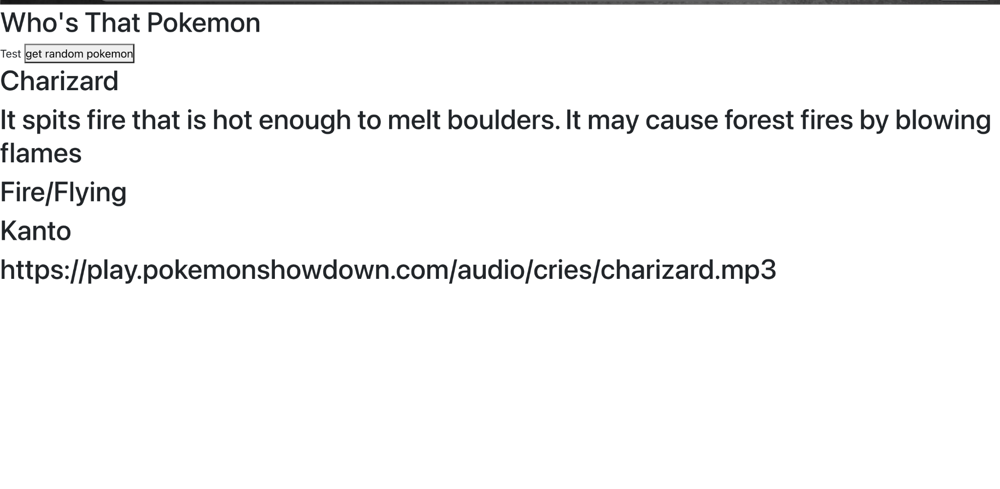 Who's That Pokemon
Test get random pokemon
Charizard
It spits fire that is hot enough to melt boulders. It may cause forest fires by blowing
flames
Fire/Flying
Kanto
https://play.pokemonshowdown.com/audio/cries/charizard.mp3